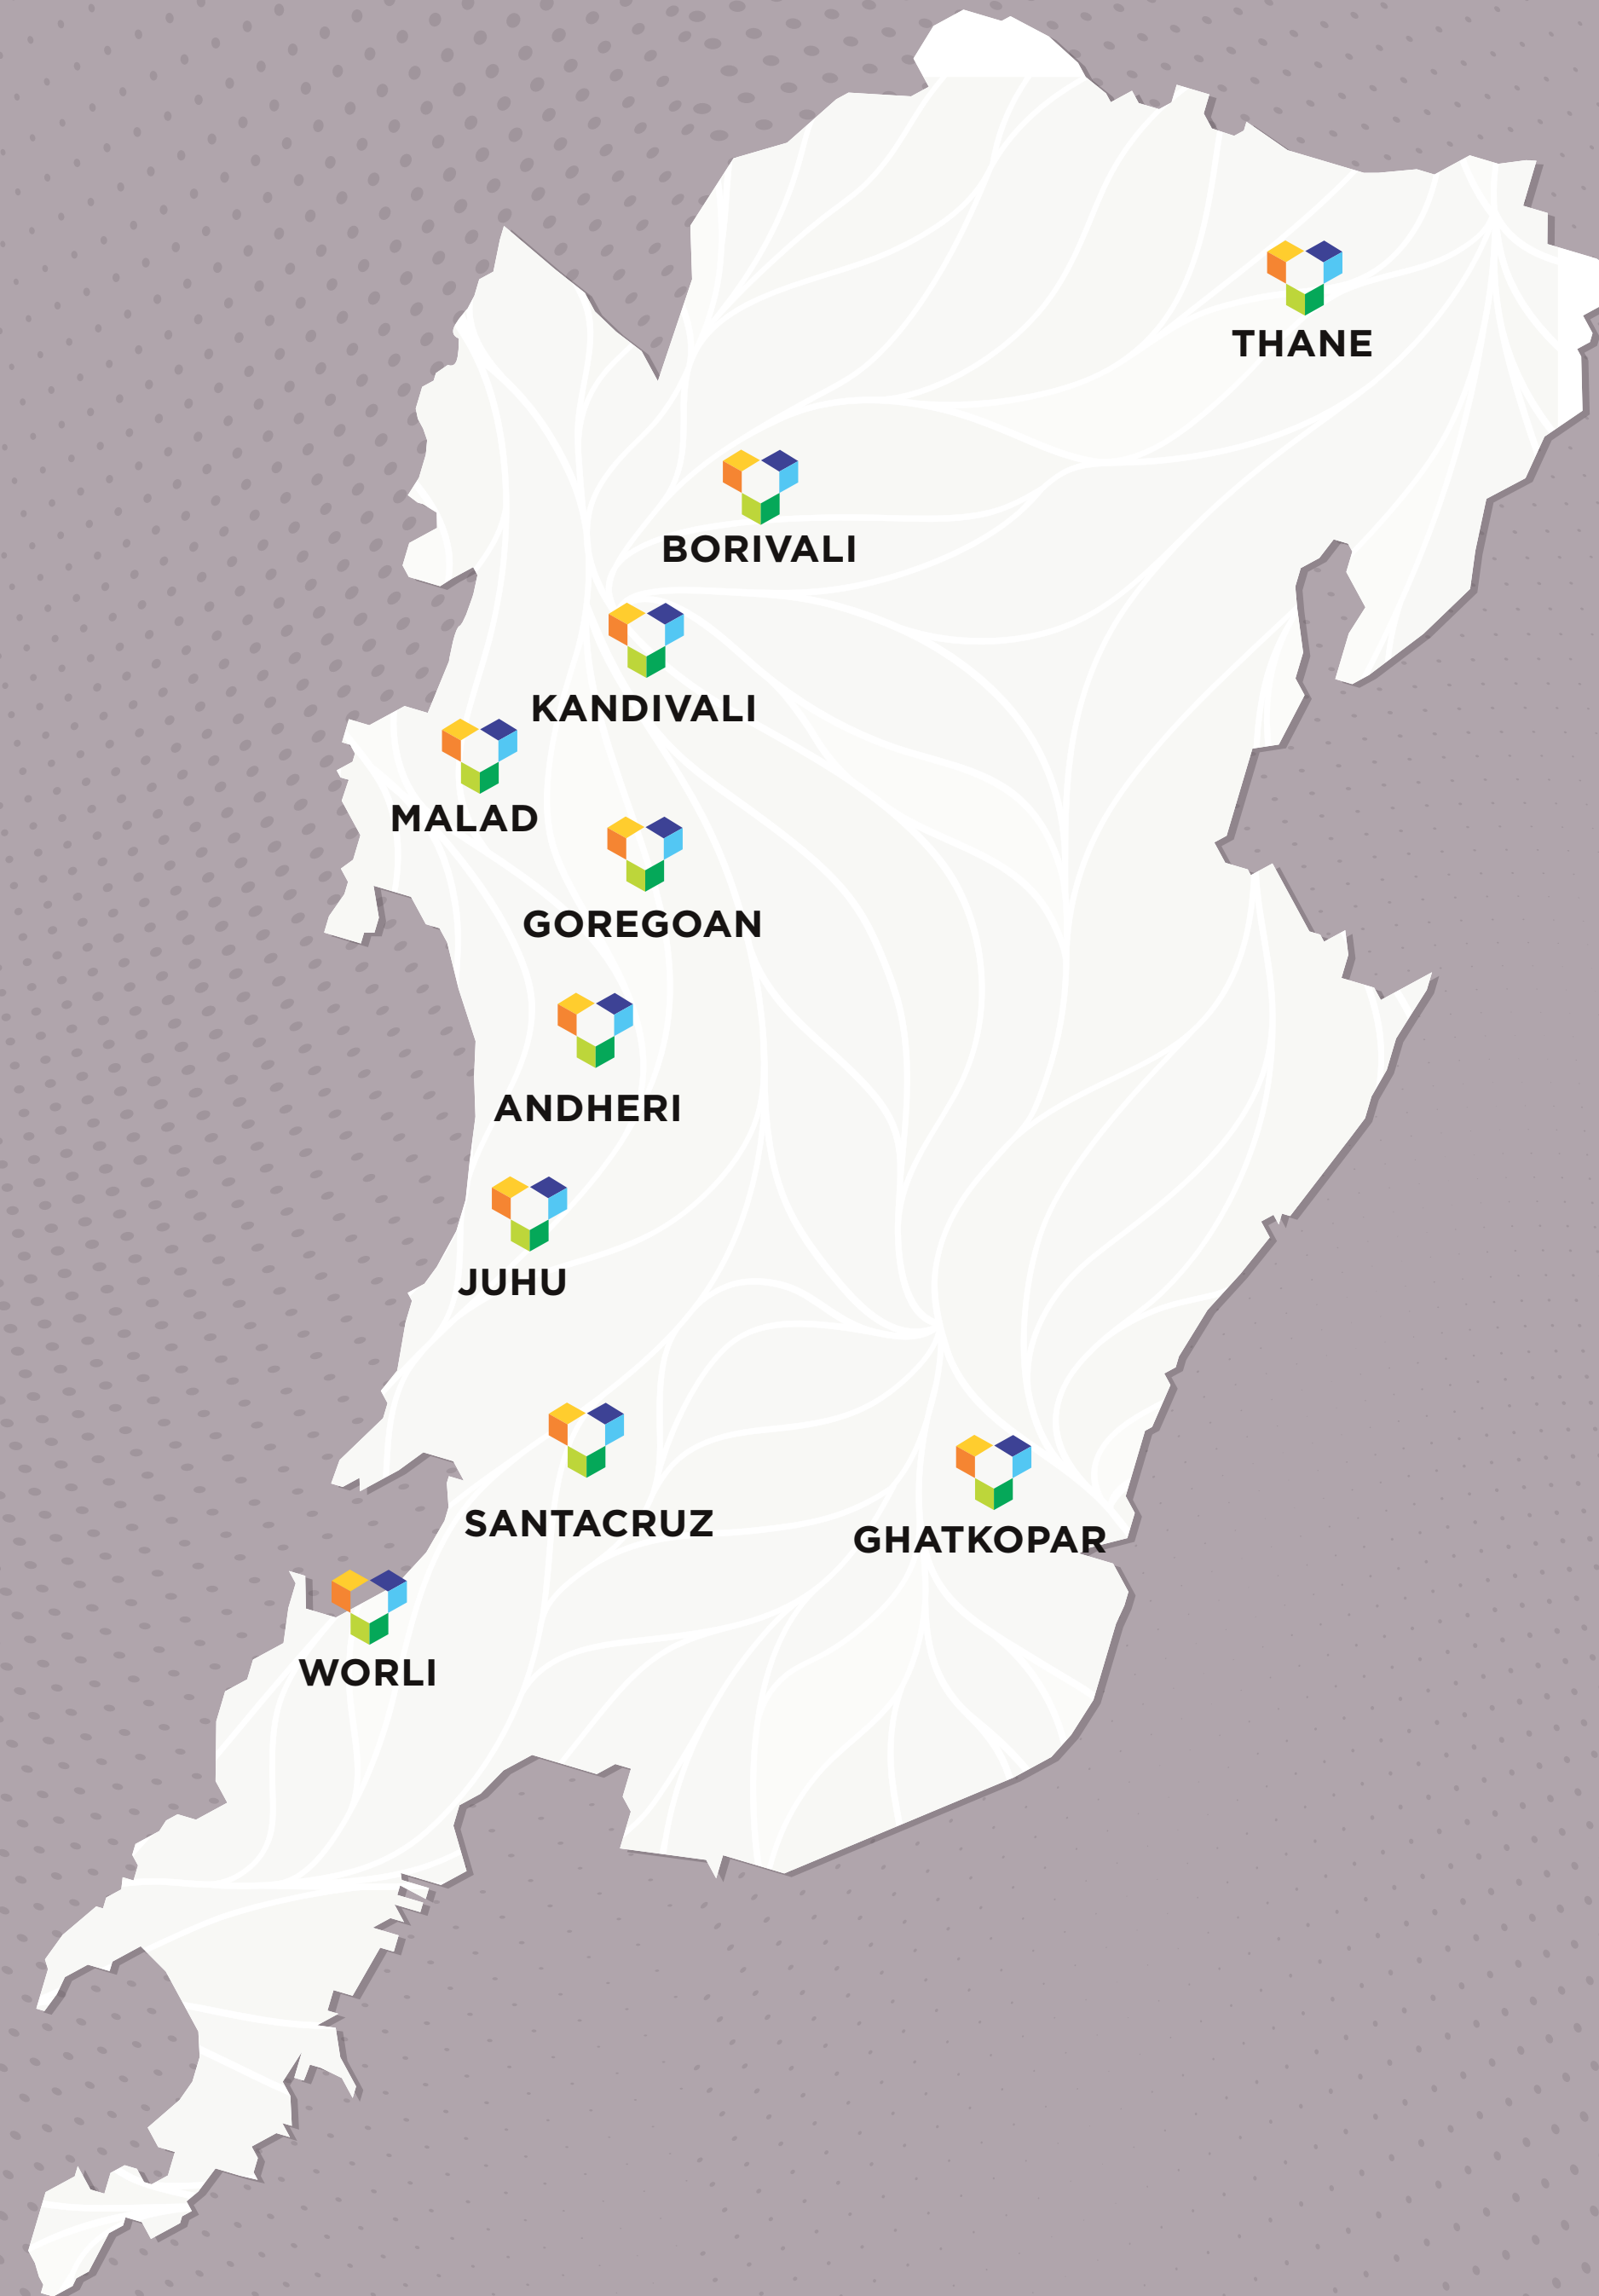 THANE
BORIVALI
KANDIVALI
MALAD
GOREGOAN
ANDHERI
JUHU
SANTACRUZ
GHATKOPAR
WORLI